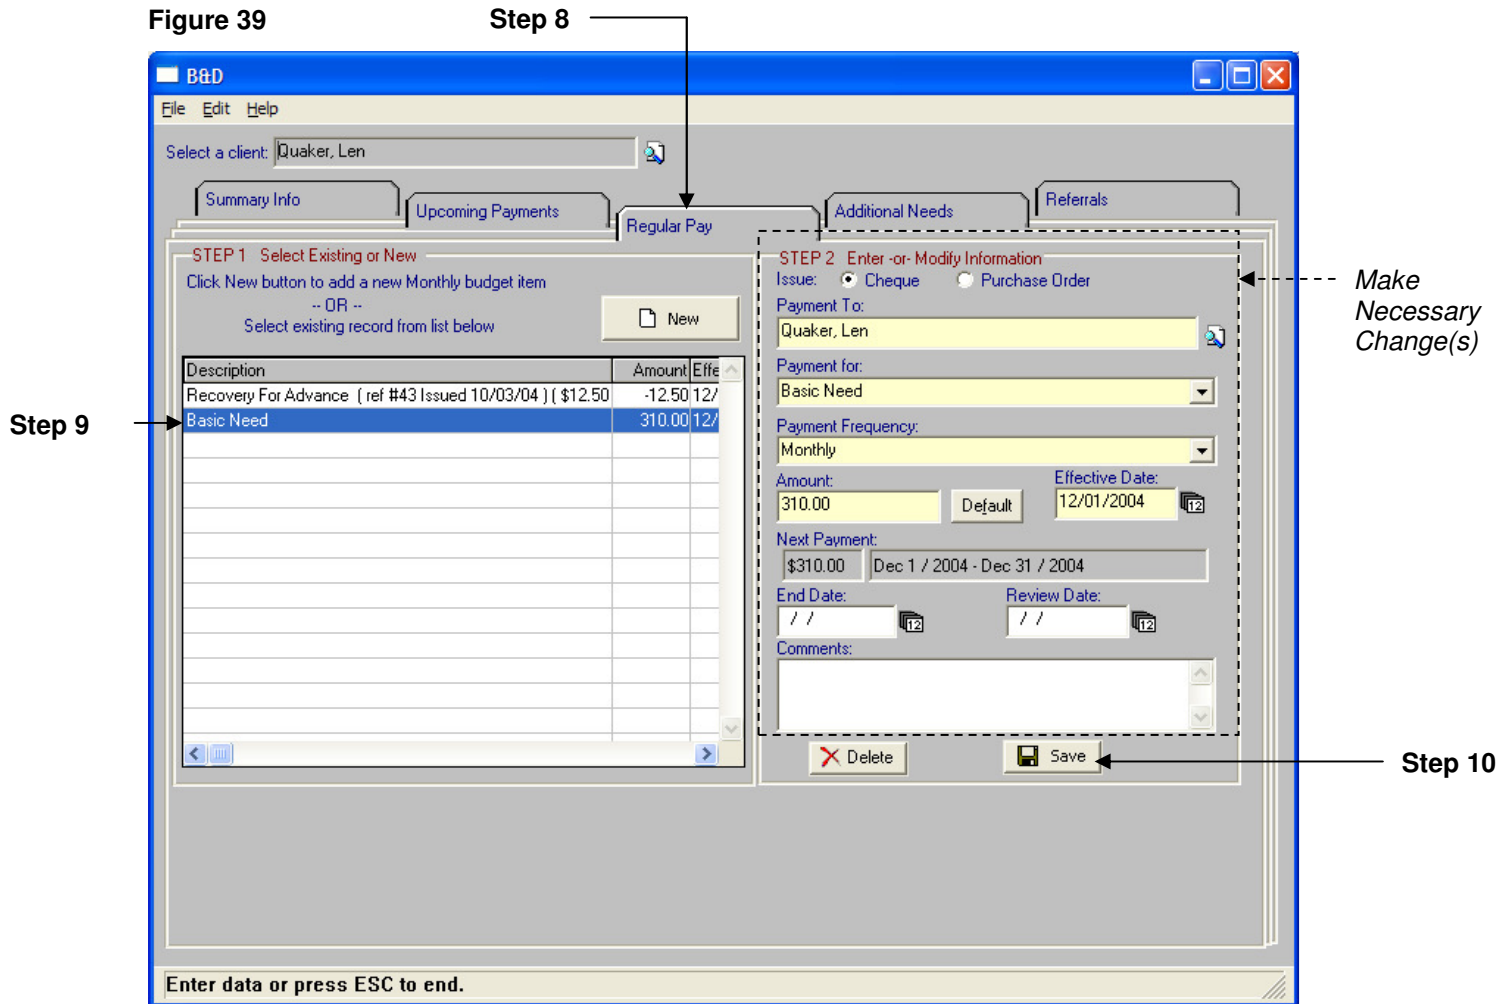 Figure 39
Step 8
B&D
File Edit Help
Select a client: Quaker, Len
Summary Info
Upcoming Payments
Regular Pay
Additional Needs
Referrals
STEP 1 Select Existing or New
Click New button to add a new Monthly budget item
-- OR --
Select existing record from list below
New
Description Amount Effe
Recovery For Advance ( ref #43 Issued 10/03/04 ) ( $12.50 -12.50 12/
Basic Need 310.00 12/
Step 9
STEP 2 Enter -or- Modify Information
Issue: Cheque Purchase Order
Payment To:
Quaker, Len
Payment for:
Basic Need
Payment Frequency:
Monthly
Amount: Effective Date:
310.00 Default 12/01/2004
12
Next Payment:
$310.00 Dec 1 / 2004 - Dec 31 / 2004
End Date: Review Date:
/ / 12 / / 12
Comments:
Delete Save
Make
Necessary
Change(s)
Step 10
Enter data or press ESC to end.